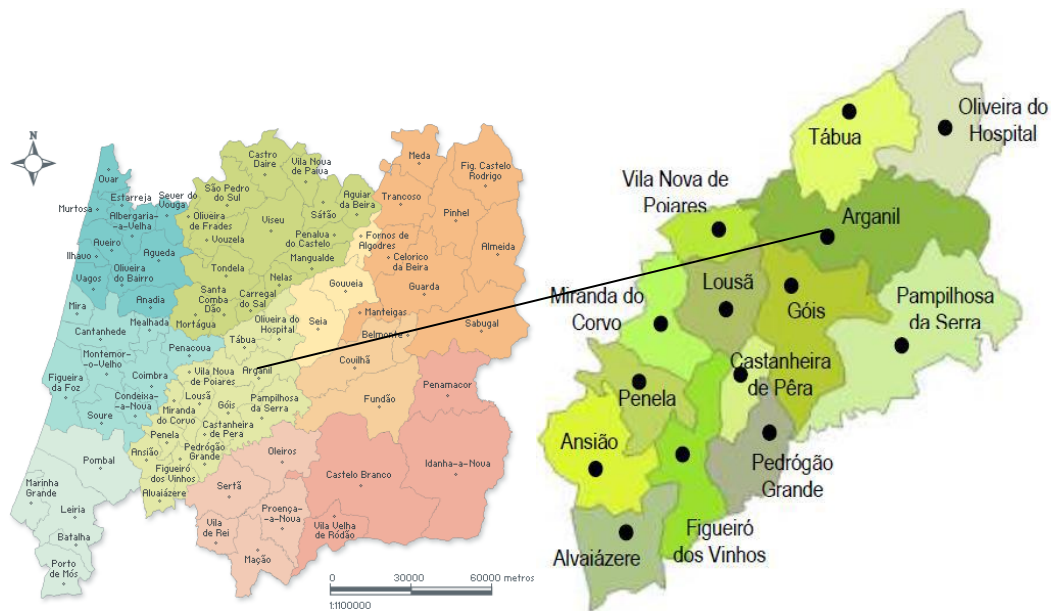 N
Ovar
Murtosa
Estarreja
Sever do
Vouga
Albergaria-
-a-Velha
Aveiro
Ilhavo
Águeda
Vagos
Oliveira
do Bairro
Anadia
Mira
Mealhada
Cantanhede
Montemor-
-o-Velho
Penacova
Figueira
da Foz
Coimbra
Condeixa-
-a-Nova
Soure
Pombal
Marinha
Grande
Leiria
Batalha
Porto
de Mós
Castro
Daire
Vila Nova
de Paiva
São Pedro
do Sul
Oliveira
de Frades
Viseu
Sátão
Aguiar
da Beira
Vouzela
Penalua
do Castelo
Mangualde
Tondela
Nelas
Santa
Comba
Dão
Carregal
do Sal
Mortágua
Meda
Fig. Castelo
Rodrigo
Trancoso
Pinhel
Fornos de
Algodres
Celorico
da Beira
Almeida
Guarda
Gouveia
Seia
Manteigas
Belmonte
Sabugal
Oliveira do
Hospital
Tábua
Covilhã
Arganil
Vila Nova
de Poiares
Lousã
Penamacor
Fundão
Miranda
do Corvo
Góis
Pampilhosa
da Serra
Penela
Castanheira
de Pera
Ansião
Pedrógão
Grande
Figueiró
dos Vinhos
Alvaiázere
Oleiros
Sertã
Castelo Branco
Idanha-a-Noua
Proença-
-a-Nova
Vila
de Rei
Vila Velha
de Ródão
Mação
0 30000 60000 metros
1:1100000
Oliveira do
Hospital
Tábua
Vila Nova de
Poiares
Arganil
Lousã
Miranda do
Corvo
Góis
Pampilhosa
da Serra
Castanheira
de Pêra
Penela
Ansião
Pedrógão
Grande
Figueiró
dos Vinhos
Alvaiázere